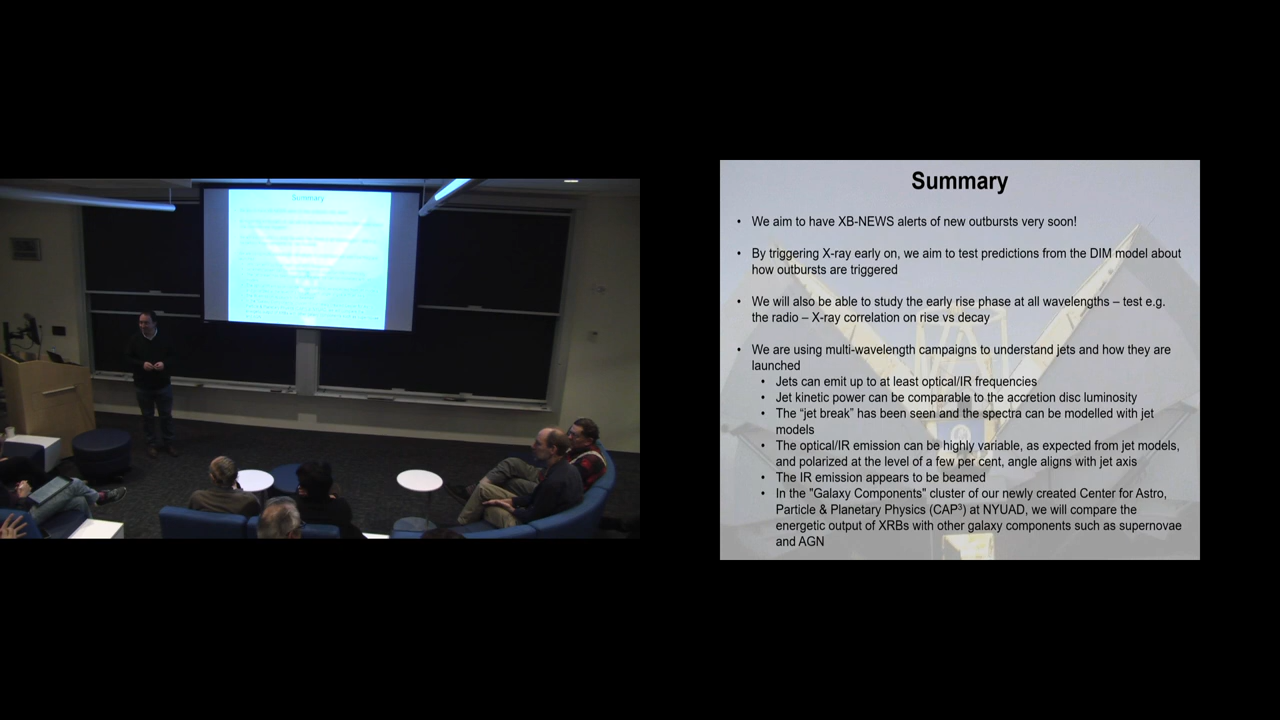 Summary
Summary
• We aim to have XB-NEWS alerts of new outbursts very soon!
• By triggering X-ray early on, we aim to test predictions from the DIM model about
how outbursts are triggered
• We will also be able to study the early rise phase at all wavelengths – test e.g.
the radio – X-ray correlation on rise vs decay
• We are using multi-wavelength campaigns to understand jets and how they are
launched
• Jets can emit up to at least optical/IR frequencies
• Jet kinetic power can be comparable to the accretion disc luminosity
• The “jet break” has been seen and the spectra can be modelled with jet
models
• The optical/IR emission can be highly variable, as expected from jet models,
and polarized at the level of a few per cent, angle aligns with jet axis
• The IR emission appears to be beamed
• In the "Galaxy Components" cluster of our newly created Center for Astro,
Particle & Planetary Physics (CAP³) at NYUAD, we will compare the
energetic output of XRBs with other galaxy components such as supernovae
and AGN